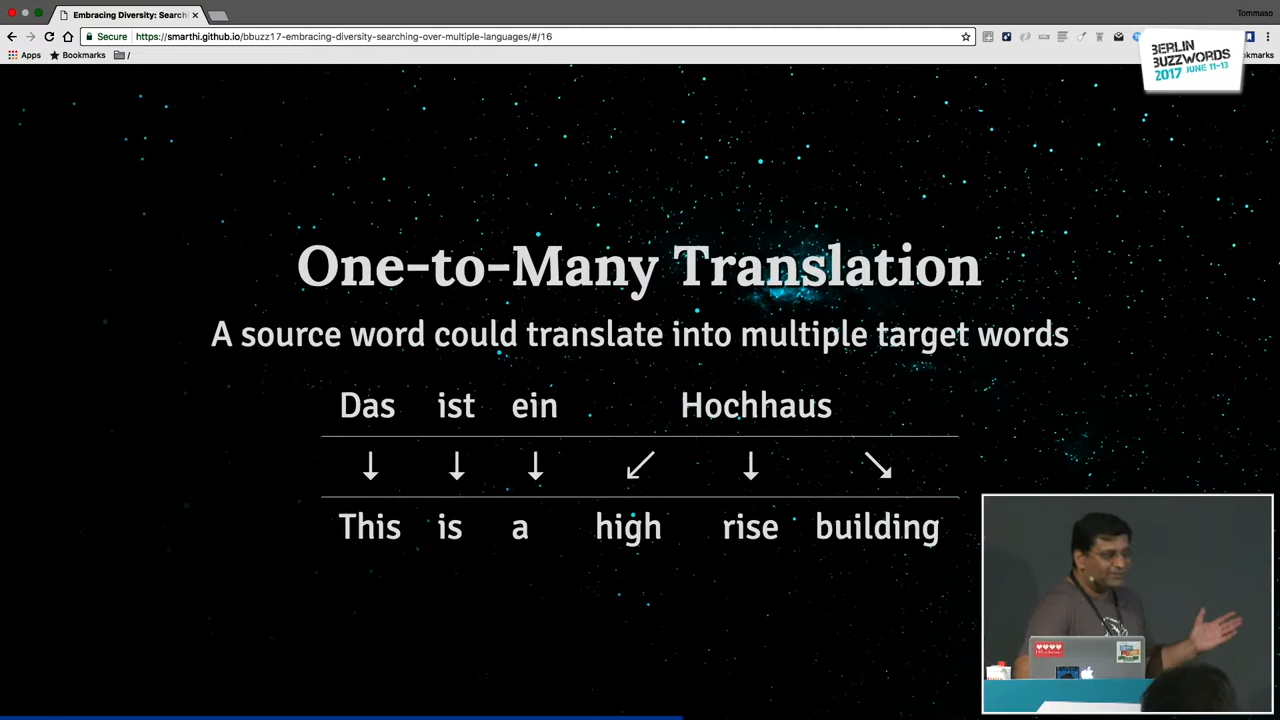 Embracing Diversity: Search
Tommaso
Secure
https://smarthi.github.io/bbuzz17-embracing-diversity-searching-over-multiple-languages/#/16
Apps
Bookmarks
/
okmarks
BERLIN
BUZZWORDS
2017 JUNE 11-13
One-to-Many Translation
A source word could translate into multiple target words
Das ist ein Hochhaus
↓ ↓ ↓ ↙ ↓ ↘
This is a high rise building